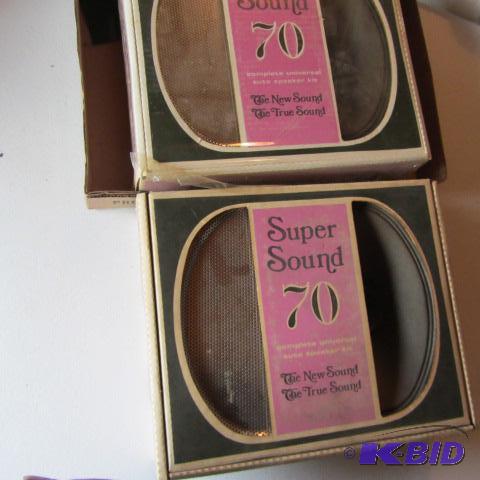 Sound
70
complete universal
auto speaker kit
The New Sound
The True Sound
Super
Sound
70
complete universal
auto speaker kit
The New Sound
The True Sound
© K-BID